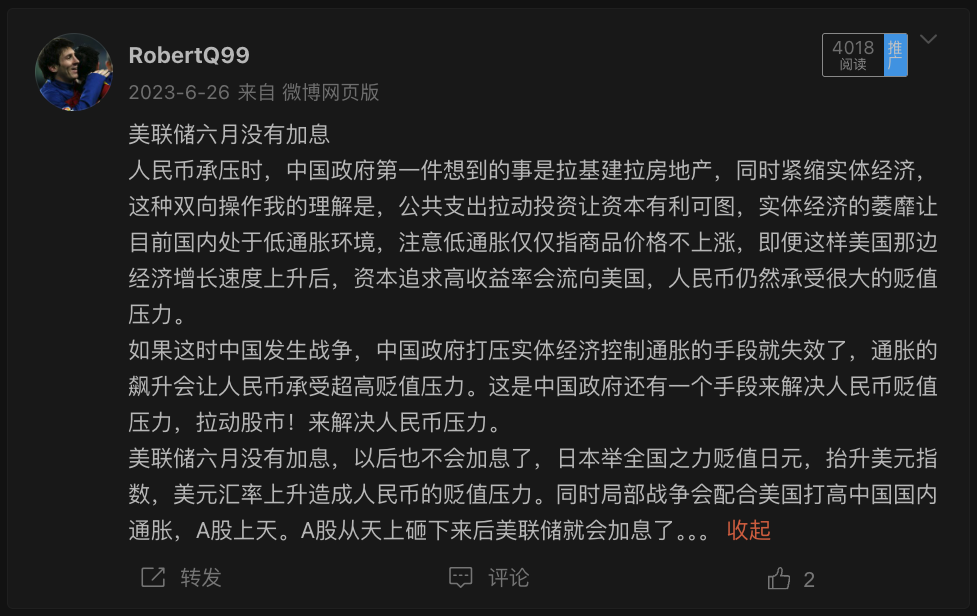 RobertQ99
4018
阅读
推广
2023-6-26 来自 微博网页版
美联储六月没有加息
人民币承压时，中国政府第一件想到的事是拉基建拉房地产，同时紧缩实体经济，
这种双向操作我的理解是，公共支出拉动投资让资本有利可图，实体经济的萎靡让
目前国内处于低通胀环境，注意低通胀仅仅指商品价格不上涨，即便这样美国那边
经济增长速度上升后，资本追求高收益率会流向美国，人民币仍然承受很大的贬值
压力。
如果这时中国发生战争，中国政府打压实体经济控制通胀的手段就失效了，通胀的
飙升会让人民币承受超高贬值压力。这是中国政府还有一个手段来解决人民币贬值
压力，拉动股市！来解决人民币压力。
美联储六月没有加息，以后也不会加息了，日本举全国之力贬值日元，抬升美元指
数，美元汇率上升造成人民币的贬值压力。同时局部战争会配合美国打高中国国内
通胀，A股上天。A股从天上砸下来后美联储就会加息了。。。 收起
转发 评论 2